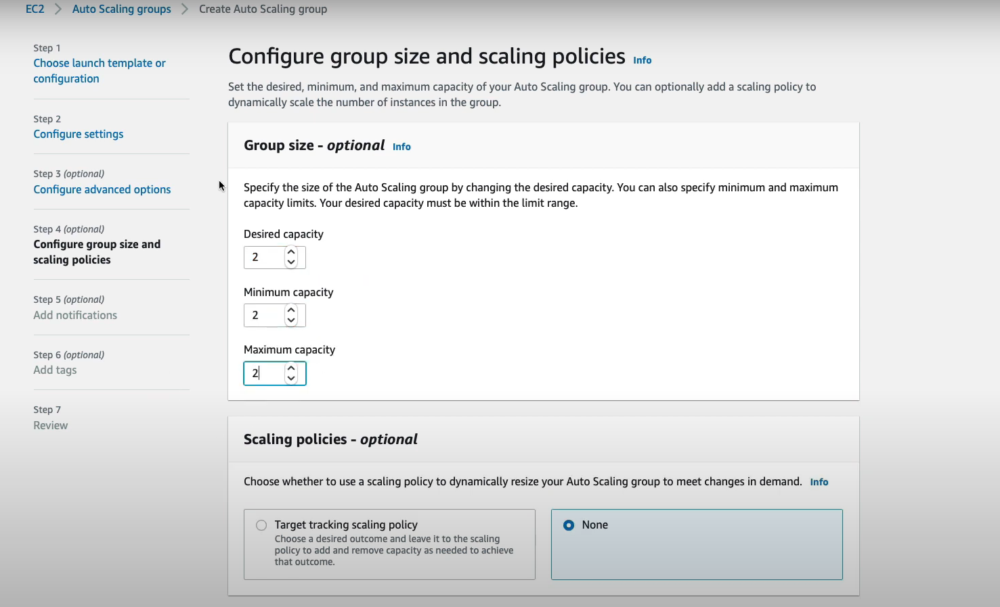 EC2 > Auto Scaling groups > Create Auto Scaling group
Step 1
Choose launch template or
configuration
Step 2
Configure settings
Step 3 (optional)
Configure advanced options
Step 4 (optional)
Configure group size and
scaling policies
Step 5 (optional)
Add notifications
Step 6 (optional)
Add tags
Step 7
Review
Configure group size and scaling policies Info
Set the desired, minimum, and maximum capacity of your Auto Scaling group. You can optionally add a scaling policy to
dynamically scale the number of instances in the group.
Group size - optional Info
Specify the size of the Auto Scaling group by changing the desired capacity. You can also specify minimum and maximum
capacity limits. Your desired capacity must be within the limit range.
Desired capacity
2
Minimum capacity
2
Maximum capacity
2
Scaling policies - optional
Choose whether to use a scaling policy to dynamically resize your Auto Scaling group to meet changes in demand. Info
Target tracking scaling policy
Choose a desired outcome and leave it to the scaling
policy to add and remove capacity as needed to achieve
that outcome.
None